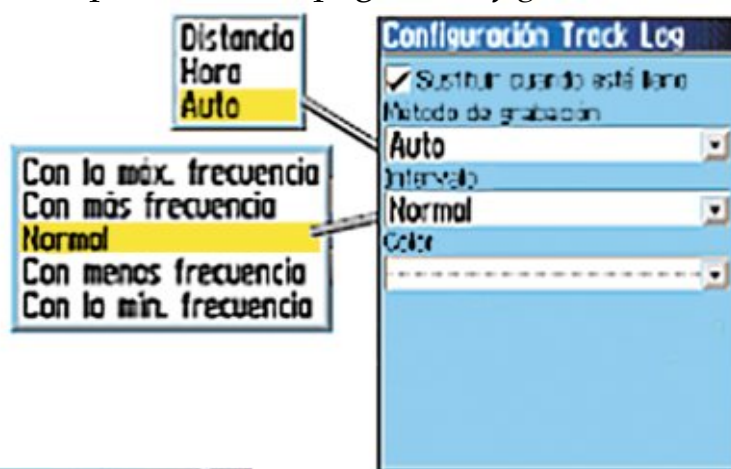 Distancia
Hora
Auto
Con la máx. frecuencia
Con más frecuencia
Normal
Con menos frecuencia
Con la mín. frecuencia
Configuración Track Log
Sustituir cuando está lleno
Método de grabación
Auto
Intervalo
Normal
Color